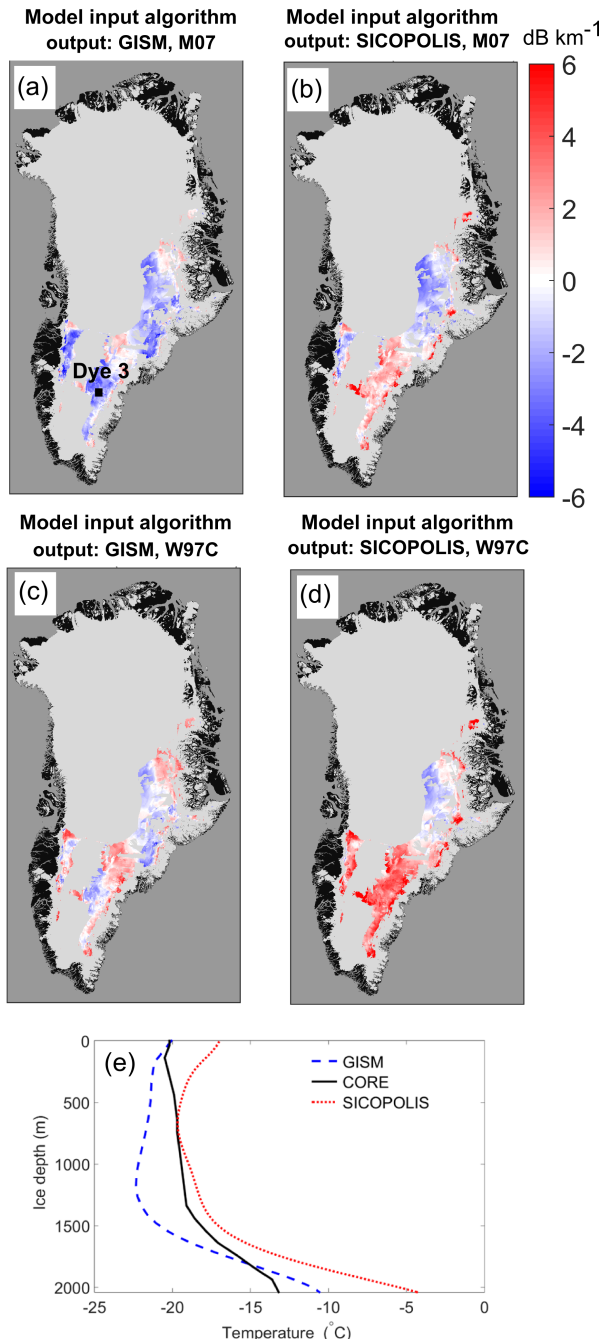 Model input algorithm
output: GISM, M07
Model input algorithm
output: SICOPOLIS, M07
dB km⁻¹
(a)
(b)
6
4
2
0
-2
-4
-6
Dye 3
Model input algorithm
output: GISM, W97C
Model input algorithm
output: SICOPOLIS, W97C
(c)
(d)
(e)
GISM
CORE
SICOPOLIS
Ice depth (m)
0
500
1000
1500
2000
-25
-20
-15
-10
-5
0
Temperature (°C)